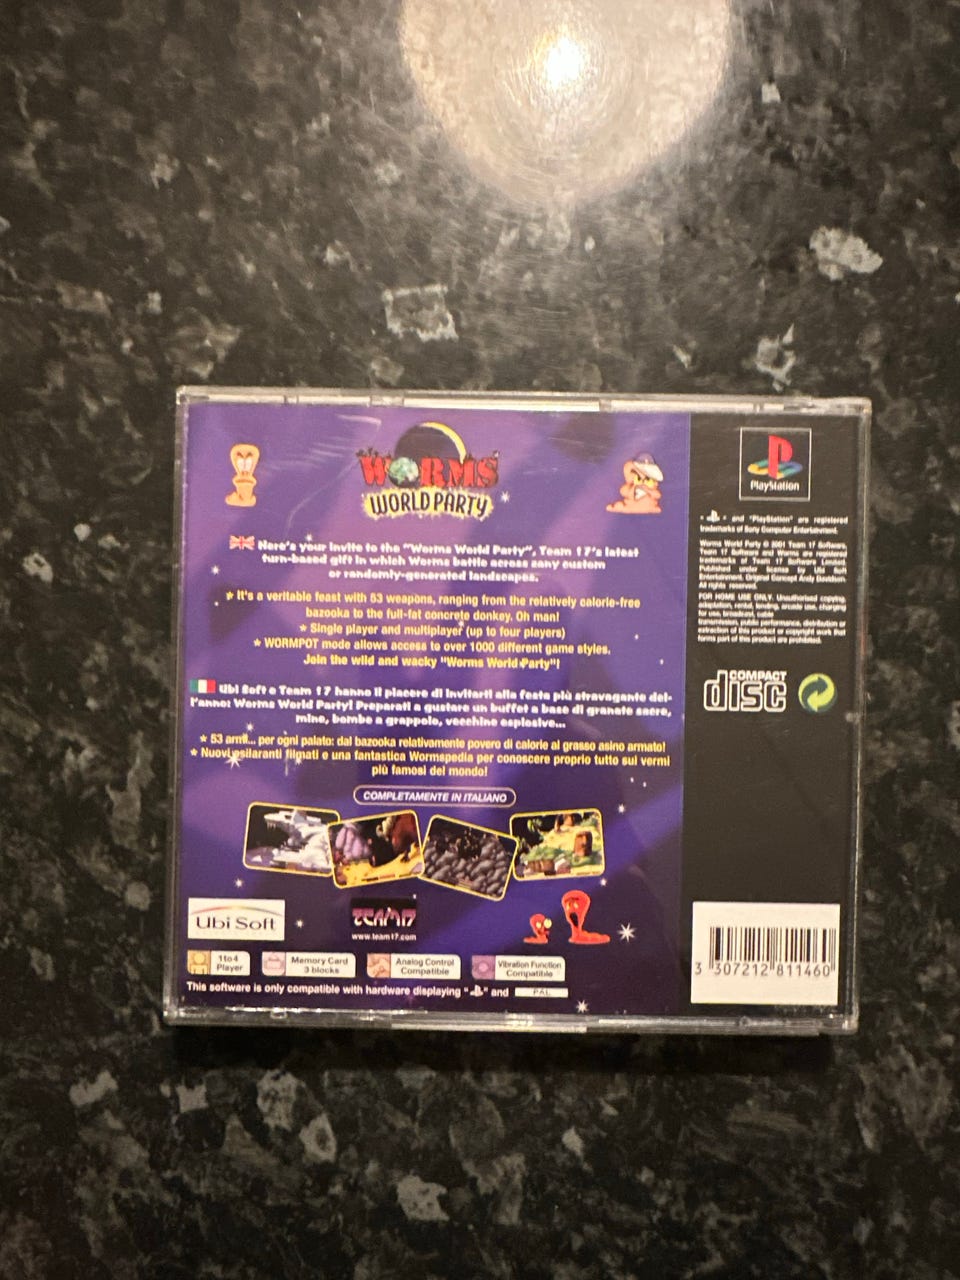 WORMS
WORLD PARTY
Here's your invite to the "Worms World Party", Team 17's latest
turn-based gift in which Worms battle across zany custom
or randomly-generated landscapes.
* It's a veritable feast with 53 weapons, ranging from the relatively calorie-free
bazooka to the full-fat concrete donkey. Oh man!
* Single player and multiplayer (up to four players)
* WORMPOT mode allows access to over 1000 different game styles.
Join the wild and wacky "Worms World Party"!
Ubi Soft e Team 17 hanno il piacere di invitarti alla festa più stravagante del-
l'anno: Worms World Party! Preparati a gustare un buffet a base di granate sacre,
mine, bombe a grappolo, vecchine esplosive...
* 53 armi... per ogni palato: dal bazooka relativamente povero di calorie al grasso asino armato!
* Nuovi esilaranti filmati e una fantastica Wormspedia per conoscere proprio tutto sui vermi
più famosi del mondo!
COMPLETAMENTE IN ITALIANO
Ubi Soft
TEAM17
www.team17.com
1 to 4
Player
Memory Card
3 blocks
Analog Control
Compatible
Vibration Function
Compatible
This software is only compatible with hardware displaying " " and PAL
PlayStation
" " and "PlayStation" are registered
trademarks of Sony Computer Entertainment.
Worms World Party © 2001 Team 17 Software.
Team 17 Software and Worms are registered
trademarks of Team 17 Software Limited.
Published under license by Ubi Soft
Entertainment. Original Concept Andy Davidson.
All rights reserved.
FOR HOME USE ONLY. Unauthorised copying,
adaptation, rental, lending, arcade use, charging
for use, broadcast, cable
transmission, public performance, distribution or
extraction of this product or copyright work that
forms part of this product are prohibited.
COMPACT
disc
3 307212 811460